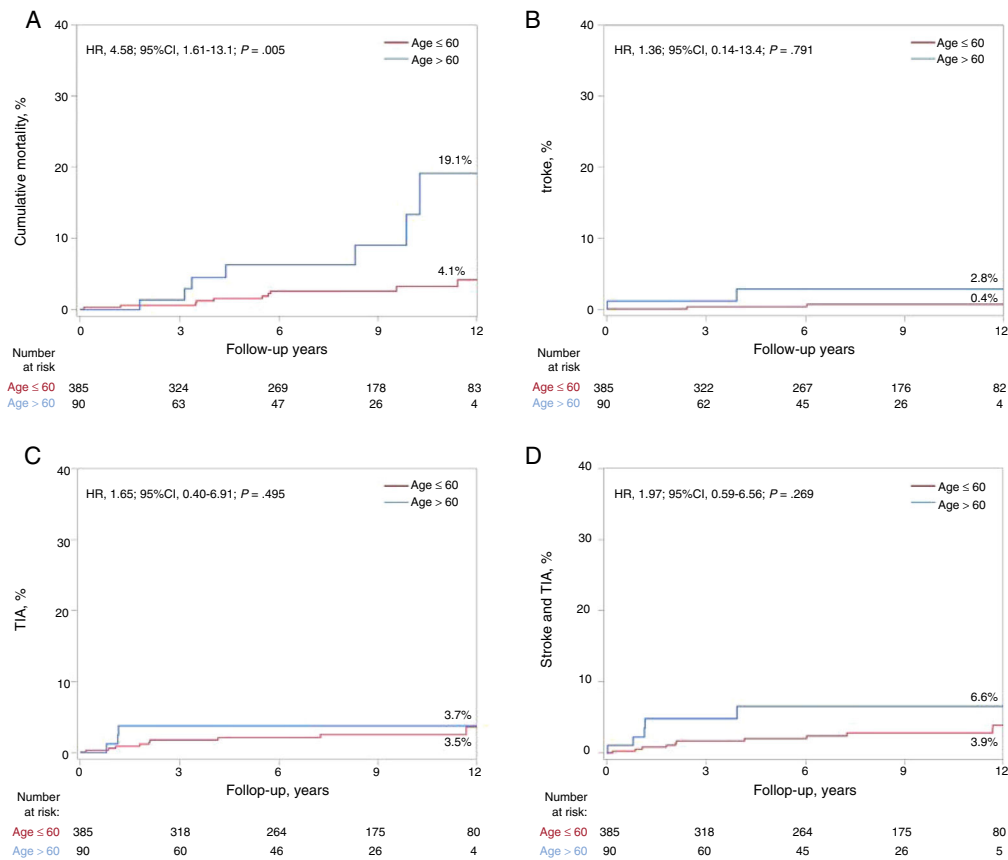 A
40
30
20
10
0
Cumulative mortality, %
HR, 4.58; 95%CI, 1.61-13.1; P = .005
Age ≤ 60
Age > 60
19.1%
4.1%
0 3 6 9 12
Follow-up years
Number
at risk
Age ≤ 60 385 324 269 178 83
Age > 60 90 63 47 26 4
B
40
30
20
10
0
troke, %
HR, 1.36; 95%CI, 0.14-13.4; P = .791
Age ≤ 60
Age > 60
2.8%
0.4%
0 3 6 9 12
Follow-up years
Number
at risk
Age ≤ 60 385 322 267 176 82
Age > 60 90 62 45 26 4
C
40
30
20
10
0
TIA, %
HR, 1.65; 95%CI, 0.40-6.91; P = .495
Age ≤ 60
Age > 60
3.7%
3.5%
0 3 6 9 12
Follop-up, years
Number
at risk:
Age ≤ 60 385 318 264 175 80
Age > 60 90 60 46 26 4
D
40
30
20
10
0
Stroke and TIA, %
HR, 1.97; 95%CI, 0.59-6.56; P = .269
Age ≤ 60
Age > 60
6.6%
3.9%
0 3 6 9 12
Follow-up, years
Number
at risk:
Age ≤ 60 385 318 264 175 80
Age > 60 90 60 45 26 5